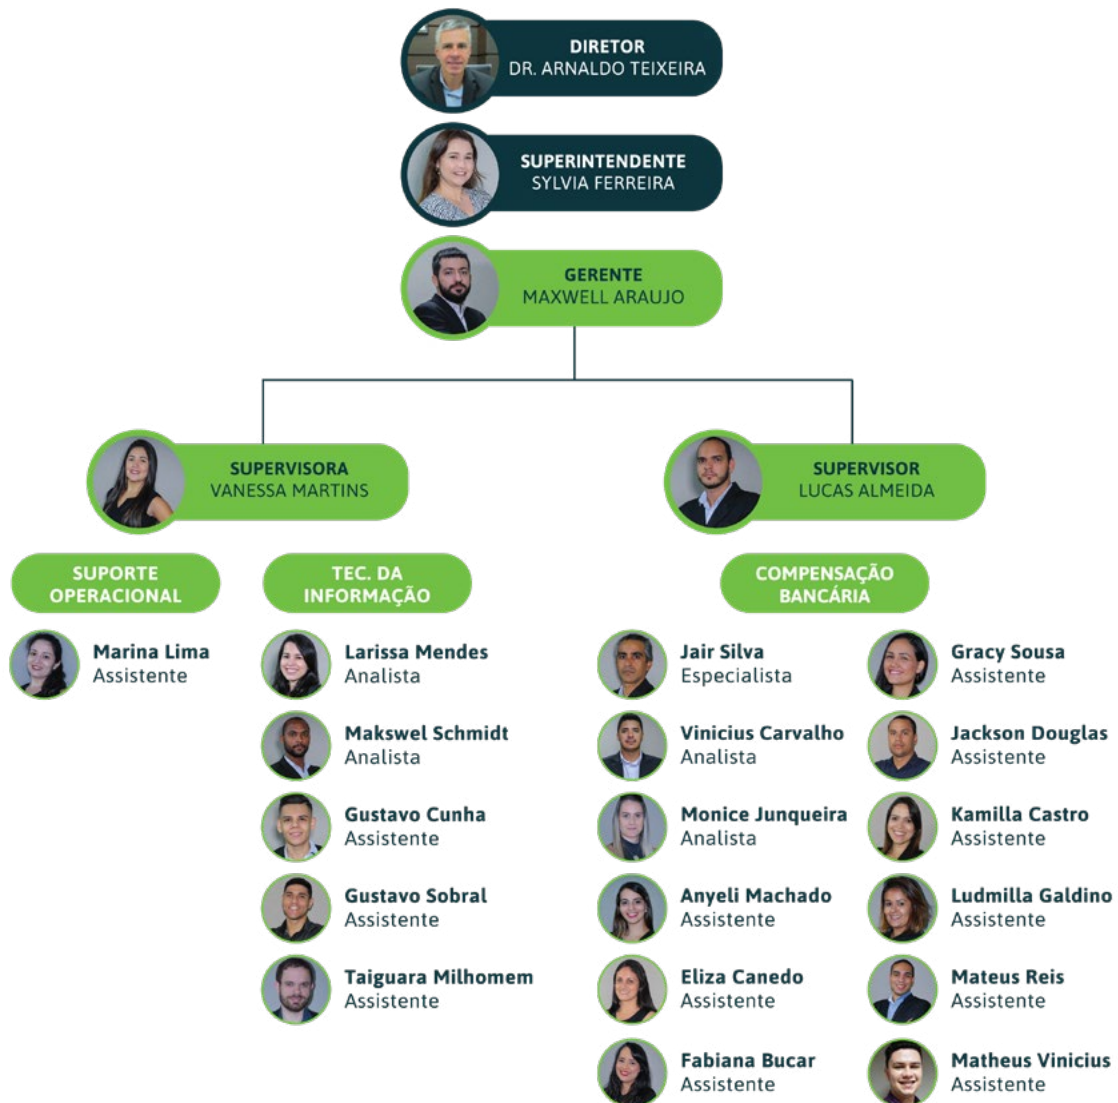 DIRETOR
DR. ARNALDO TEIXEIRA
SUPERINTENDENTE
SYLVIA FERREIRA
GERENTE
MAXWELL ARAUJO
SUPERVISORA
VANESSA MARTINS
SUPERVISOR
LUCAS ALMEIDA
SUPORTE
OPERACIONAL
Marina Lima
Assistente
TEC. DA
INFORMAÇÃO
Larissa Mendes
Analista
Makswel Schmidt
Analista
Gustavo Cunha
Assistente
Gustavo Sobral
Assistente
Taiguara Milhomem
Assistente
COMPENSAÇÃO
BANCÁRIA
Jair Silva
Especialista
Vinicius Carvalho
Analista
Monice Junqueira
Analista
Anyeli Machado
Assistente
Eliza Canedo
Assistente
Fabiana Bucar
Assistente
Gracy Sousa
Assistente
Jackson Douglas
Assistente
Kamilla Castro
Assistente
Ludmilla Galdino
Assistente
Mateus Reis
Assistente
Matheus Vinicius
Assistente